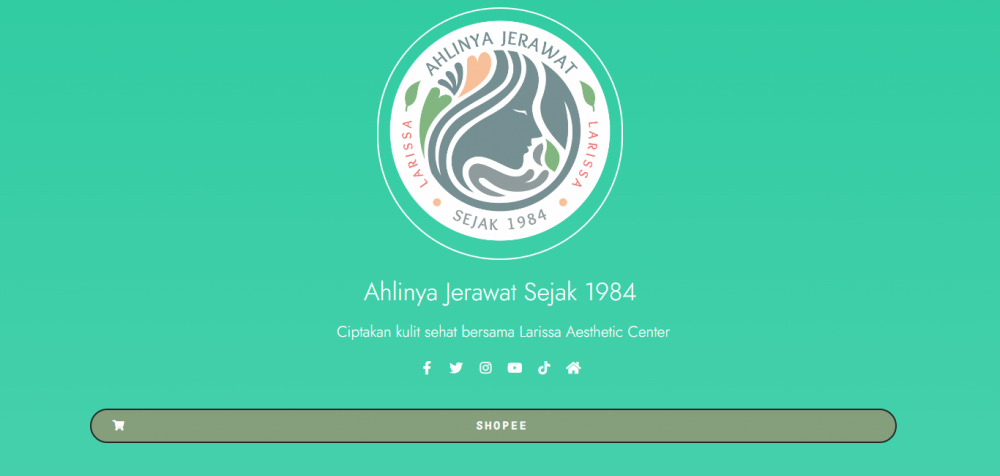 AHLINYA JERAWAT
LARISSA
LARISSA
SEJAK 1984
Ahlinya Jerawat Sejak 1984
Ciptakan kulit sehat bersama Larissa Aesthetic Center
SHOPEE